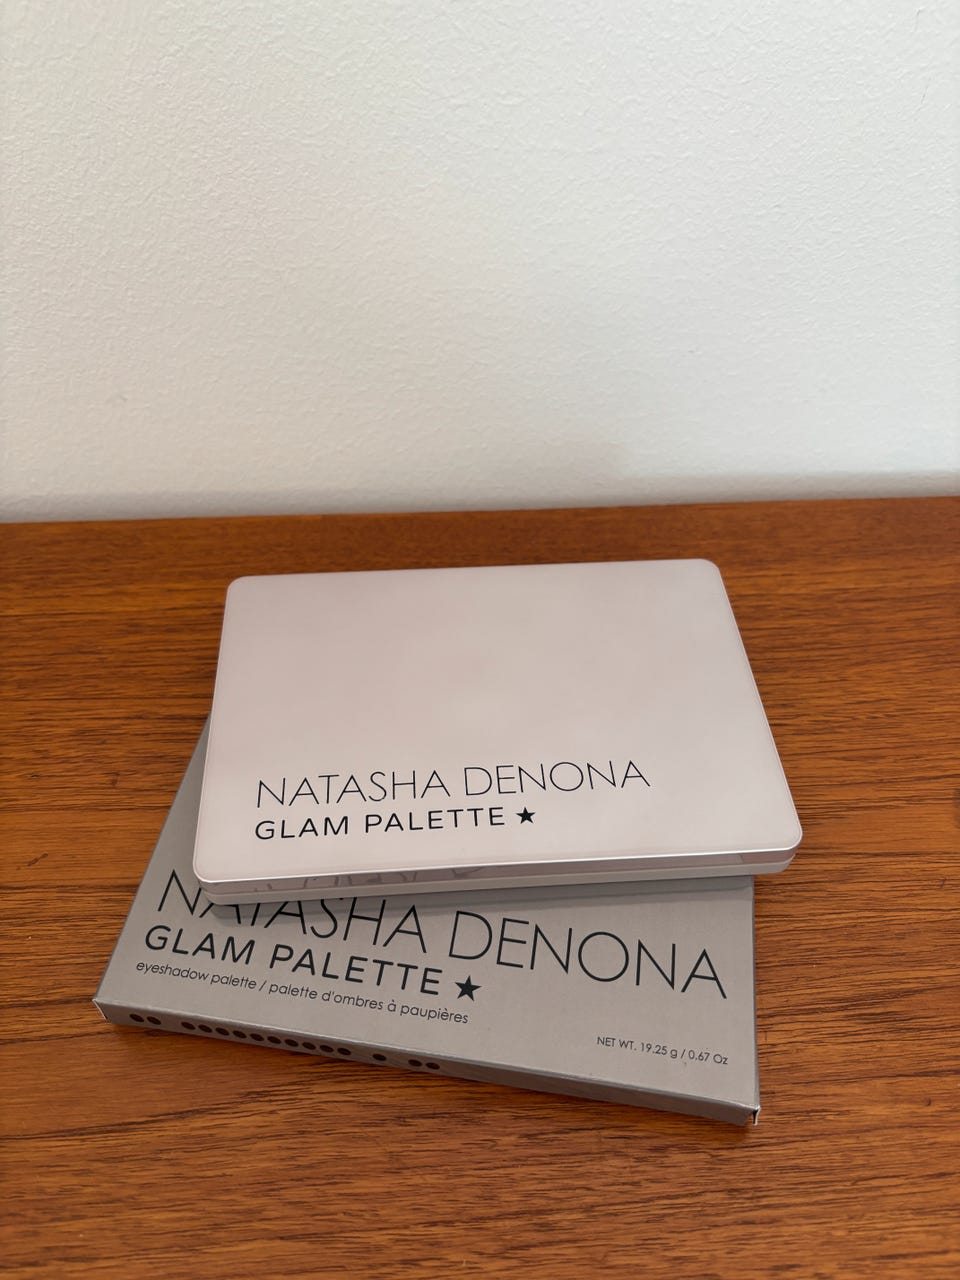 NATASHA DENONA
GLAM PALETTE ★
NATASHA DENONA
GLAM PALETTE ★
eyeshadow palette / palette d'ombres à paupières
NET WT. 19.25 g / 0.67 Oz